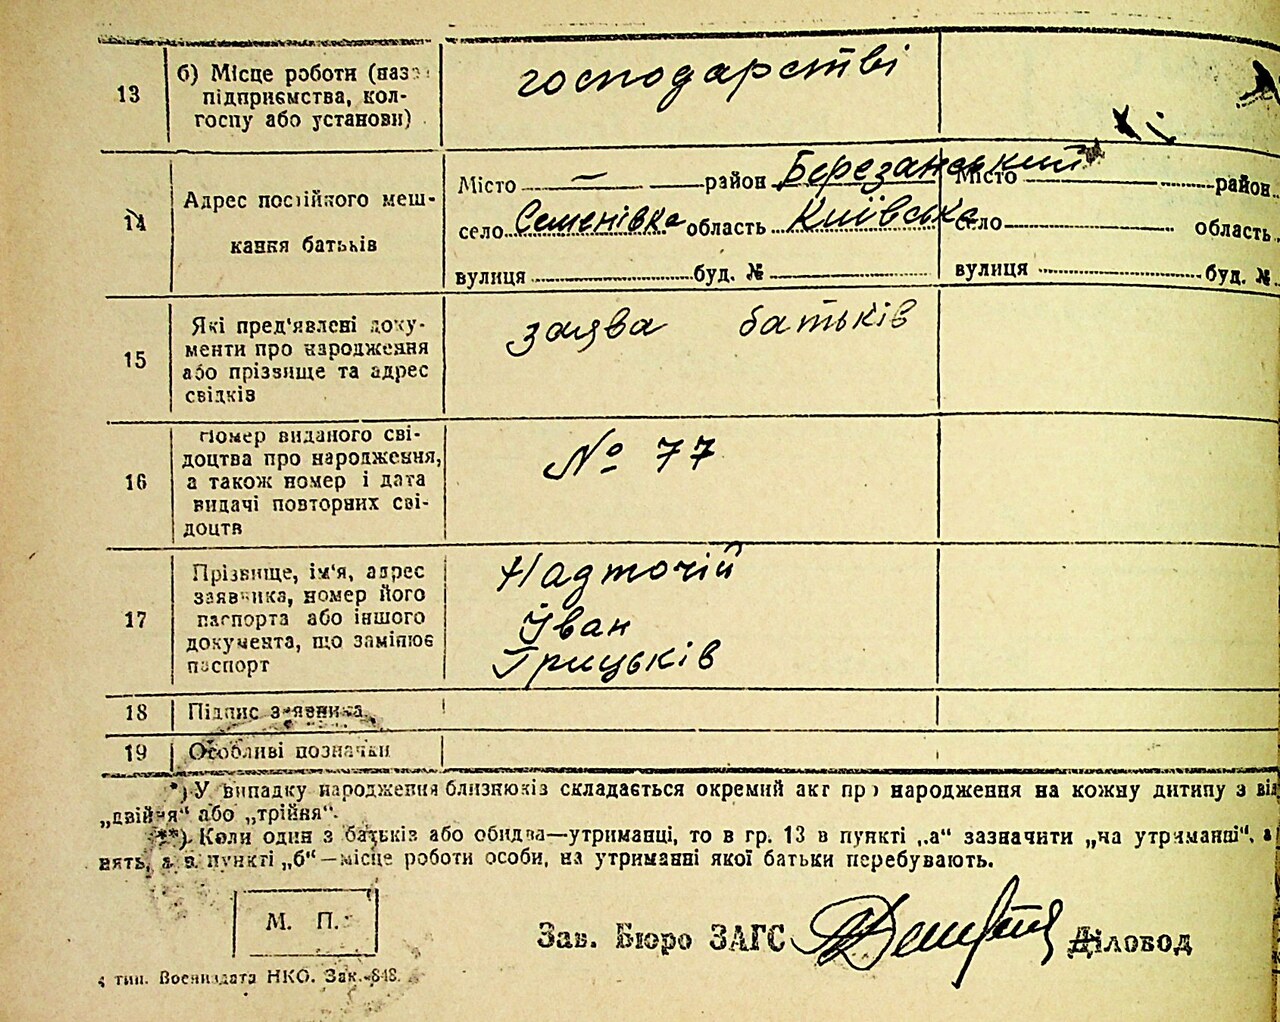 13
б) Місце роботи (назва
підприємства, кол-
госпу або установи)
господарстві
14
Адрес постійного меш-
кання батьків
Місто — район Березанський
село Семенівка область Київська
вулиця буд. №
Місто район
село область
вулиця буд. №
15
Які пред'явлені доку-
менти про народження
або прізвище та адрес
свідків
заява батьків
16
Номер виданого сві-
доцтва про народження,
а також номер і дата
видачі повторних сві-
доцтв
№ 77
17
Прізвище, ім'я, адрес
заявника, номер його
паспорта або іншого
документа, що замінює
паспорт
Надточій
Іван
Грицьків
18 Підпис заявника
19 Особливі позначки
*) У випадку народження близнюків складається окремий акт про народження на кожну дитину з
„двійня“ або „трійня“.
**) Коли один з батьків або обидва—утриманці, то в гр. 13 в пункті „а“ зазначити „на утриманні“, а
нять, а в пункті „б“—місце роботи особи, на утриманні якої батьки перебувають.
М. П.
Зав. Бюро ЗАГС Діловод
тип. Воениздата НКО. Зак. 848.